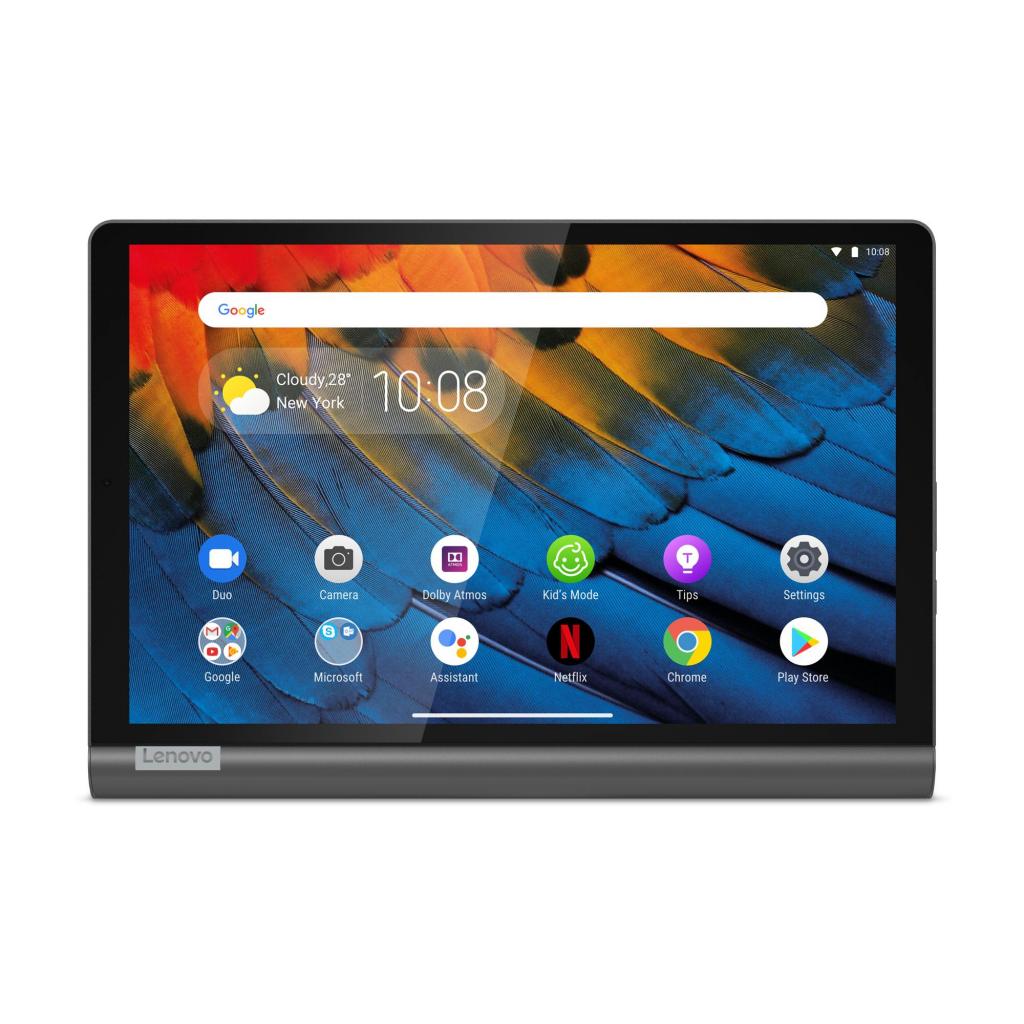 10:08
Google
Cloudy,28°
New York
10:08
Duo
Camera
Dolby Atmos
Kid's Mode
Tips
Settings
Google
Microsoft
Assistant
Netflix
Chrome
Play Store
Lenovo